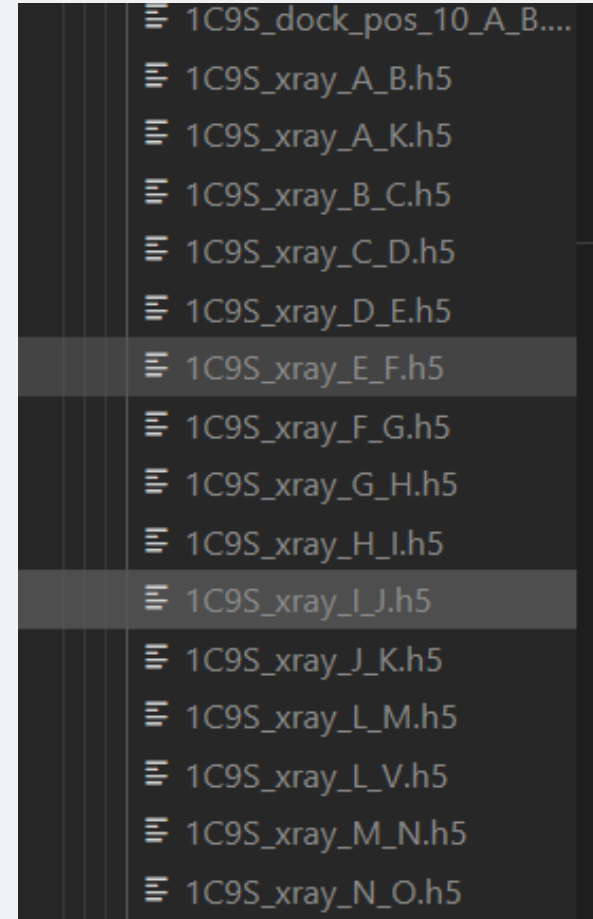 1C9S_dock_pos_10_A_B....
1C9S_xray_A_B.h5
1C9S_xray_A_K.h5
1C9S_xray_B_C.h5
1C9S_xray_C_D.h5
1C9S_xray_D_E.h5
1C9S_xray_E_F.h5
1C9S_xray_F_G.h5
1C9S_xray_G_H.h5
1C9S_xray_H_I.h5
1C9S_xray_I_J.h5
1C9S_xray_J_K.h5
1C9S_xray_L_M.h5
1C9S_xray_L_V.h5
1C9S_xray_M_N.h5
1C9S_xray_N_O.h5